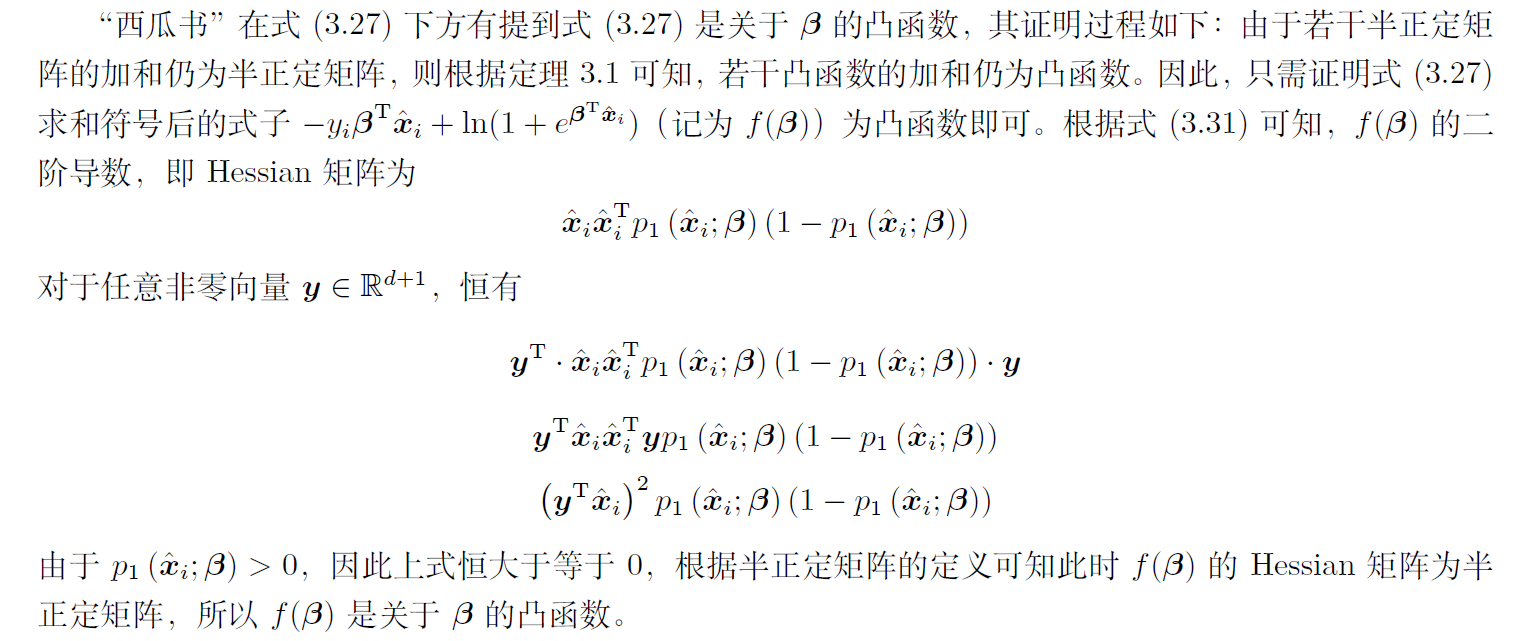 “西瓜书”在式 (3.27) 下方有提到式 (3.27) 是关于 β 的凸函数，其证明过程如下：由于若干半正定矩
阵的加和仍为半正定矩阵，则根据定理 3.1 可知，若干凸函数的加和仍为凸函数。因此，只需证明式 (3.27)
求和符号后的式子 $-y_i\boldsymbol{\beta}^{\mathrm{T}}\hat{\boldsymbol{x}}_i + \ln(1 + e^{\boldsymbol{\beta}^{\mathrm{T}}\hat{\boldsymbol{x}}_i})$（记为 $f(\boldsymbol{\beta})$）为凸函数即可。根据式 (3.31) 可知，$f(\boldsymbol{\beta})$ 的二
阶导数，即 Hessian 矩阵为
$\hat{\boldsymbol{x}}_i\hat{\boldsymbol{x}}_i^{\mathrm{T}} p_1(\hat{\boldsymbol{x}}_i; \boldsymbol{\beta})(1 - p_1(\hat{\boldsymbol{x}}_i; \boldsymbol{\beta}))$
对于任意非零向量 $\boldsymbol{y} \in \mathbb{R}^{d+1}$，恒有
$\boldsymbol{y}^{\mathrm{T}} \cdot \hat{\boldsymbol{x}}_i\hat{\boldsymbol{x}}_i^{\mathrm{T}} p_1(\hat{\boldsymbol{x}}_i; \boldsymbol{\beta})(1 - p_1(\hat{\boldsymbol{x}}_i; \boldsymbol{\beta})) \cdot \boldsymbol{y}$
$\boldsymbol{y}^{\mathrm{T}}\hat{\boldsymbol{x}}_i\hat{\boldsymbol{x}}_i^{\mathrm{T}}\boldsymbol{y} p_1(\hat{\boldsymbol{x}}_i; \boldsymbol{\beta})(1 - p_1(\hat{\boldsymbol{x}}_i; \boldsymbol{\beta}))$
$(\boldsymbol{y}^{\mathrm{T}}\hat{\boldsymbol{x}}_i)^2 p_1(\hat{\boldsymbol{x}}_i; \boldsymbol{\beta})(1 - p_1(\hat{\boldsymbol{x}}_i; \boldsymbol{\beta}))$
由于 $p_1(\hat{\boldsymbol{x}}_i; \boldsymbol{\beta}) > 0$，因此上式恒大于等于 0，根据半正定矩阵的定义可知此时 $f(\boldsymbol{\beta})$ 的 Hessian 矩阵为半
正定矩阵，所以 $f(\boldsymbol{\beta})$ 是关于 $\boldsymbol{\beta}$ 的凸函数。